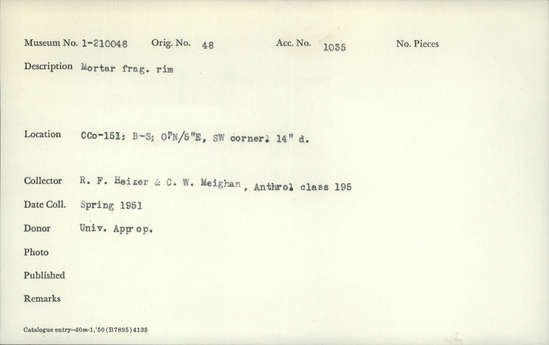 Museum No. 1-210048 Orig. No. 48 Acc. No. 1035 No. Pieces
Description Mortar frag. rim
Location CCo-151: B-S; O"N/5"E, SW corner; 14" d.
Collector R. F. Heizer & C. W. Meighan, Anthrol class 195
Date Coll. Spring 1951
Donor Univ. Approp.
Photo
Published
Remarks
Catalogue entry—40m-1,'50 (B7895) 4135